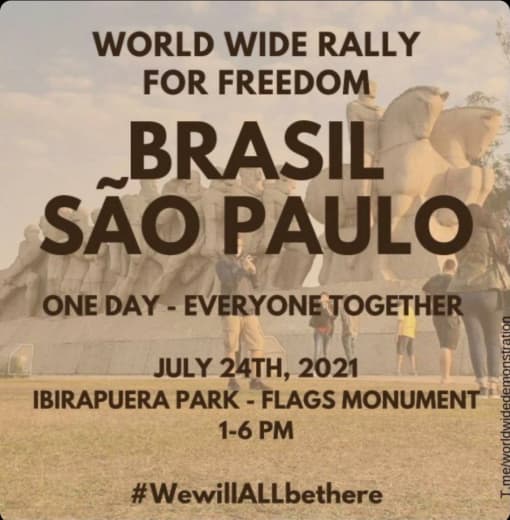 WORLD WIDE RALLY
FOR FREEDOM
BRASIL
SÃO PAULO
ONE DAY - EVERYONE TOGETHER
JULY 24TH, 2021
IBIRAPUERA PARK - FLAGS MONUMENT
1-6 PM
#WewillALLbethere
T.me/worldwidedemonstration